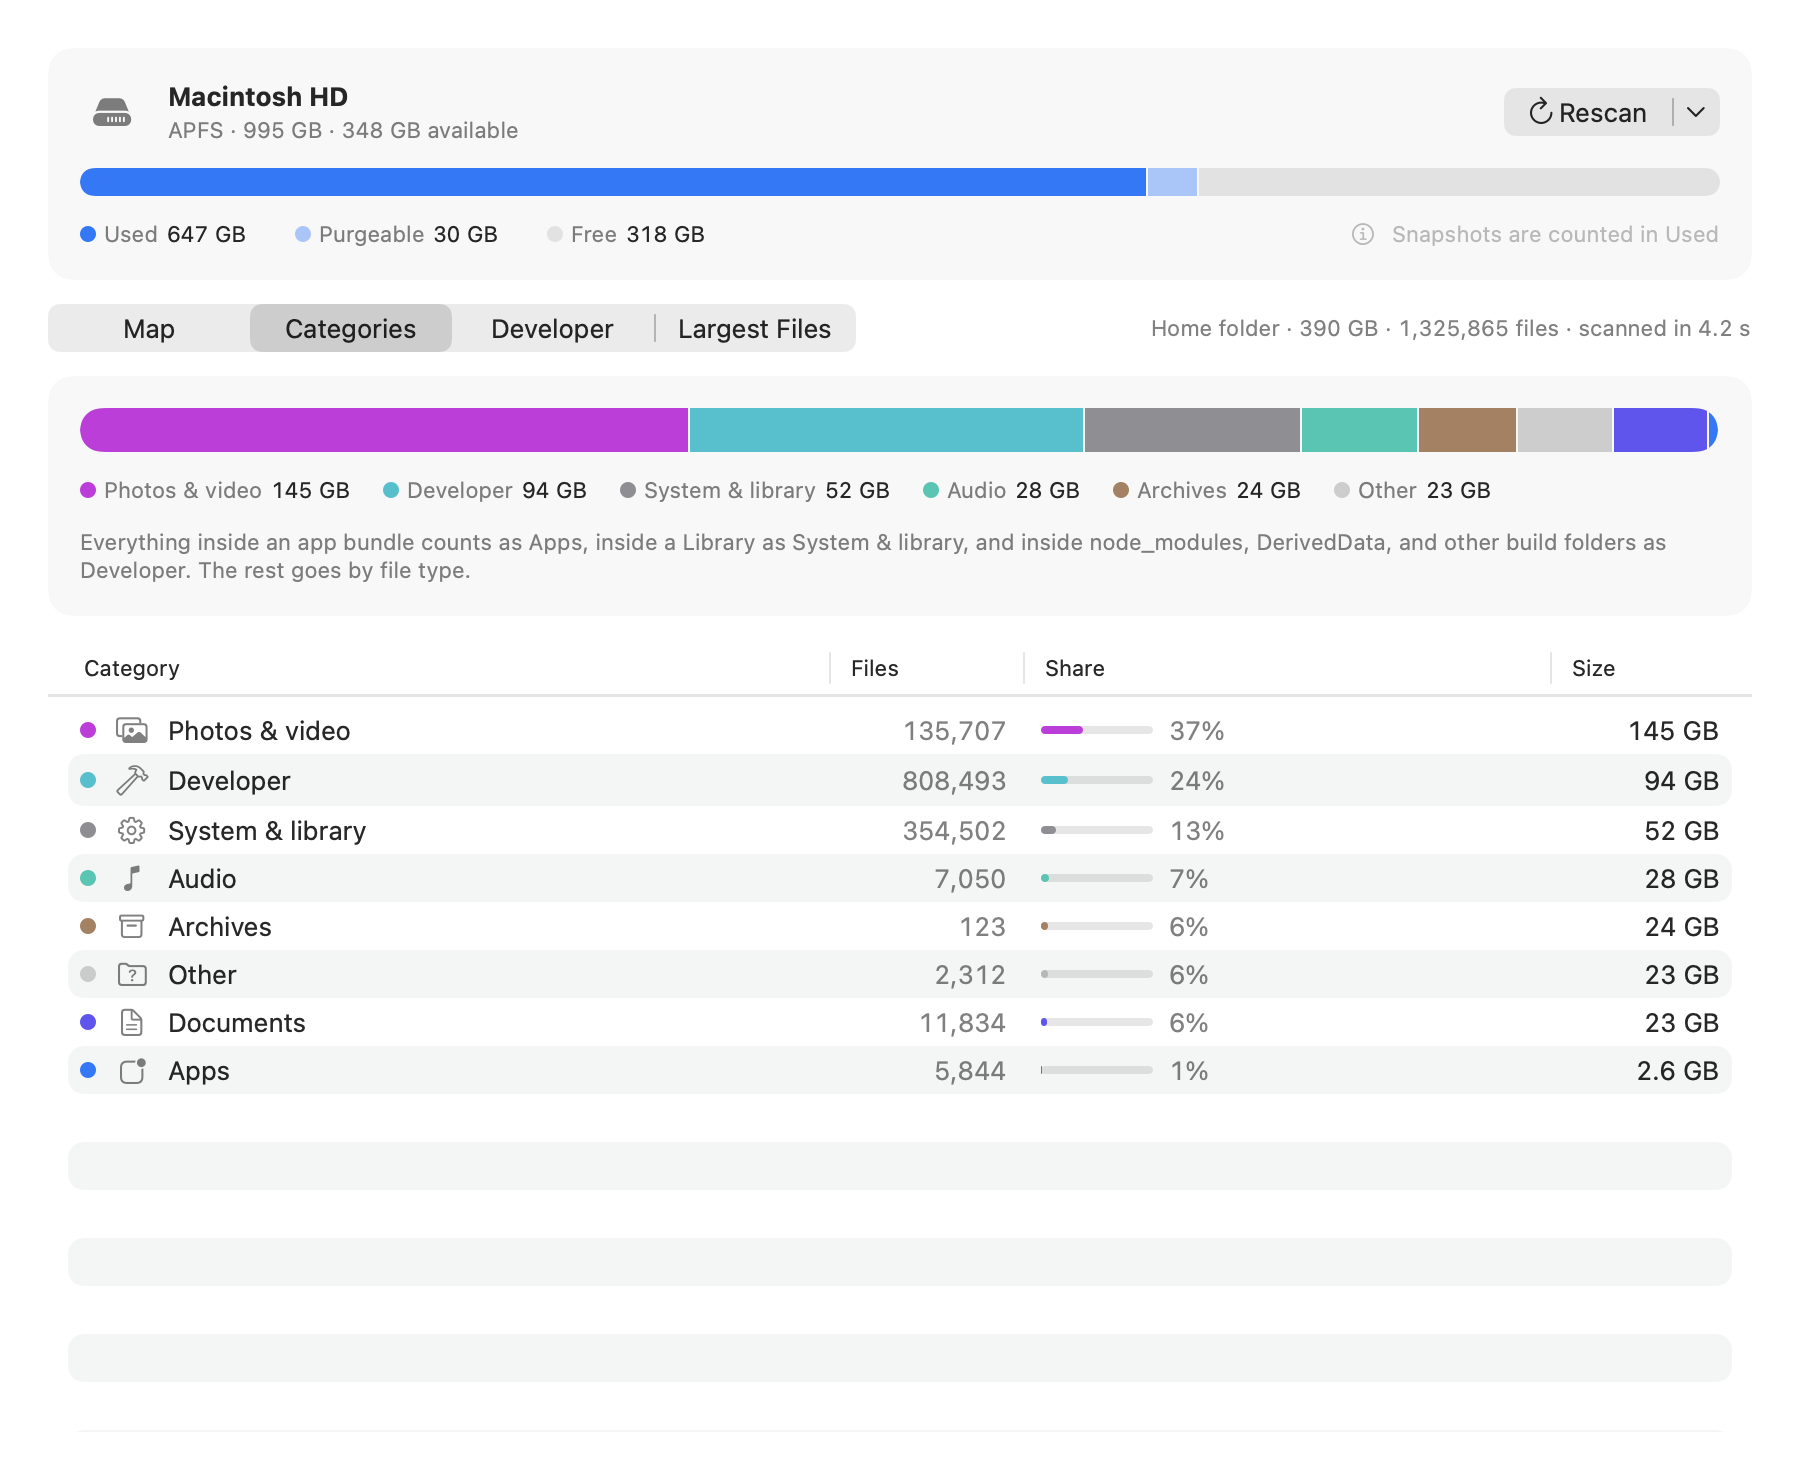 Macintosh HD
APFS · 995 GB · 348 GB available
Rescan
Used 647 GB
Purgeable 30 GB
Free 318 GB
Snapshots are counted in Used
Map
Categories
Developer
Largest Files
Home folder · 390 GB · 1,325,865 files · scanned in 4.2 s
Photos & video 145 GB
Developer 94 GB
System & library 52 GB
Audio 28 GB
Archives 24 GB
Other 23 GB
Everything inside an app bundle counts as Apps, inside a Library as System & library, and inside node_modules, DerivedData, and other build folders as
Developer. The rest goes by file type.
Category Files Share Size
Photos & video 135,707 37% 145 GB
Developer 808,493 24% 94 GB
System & library 354,502 13% 52 GB
Audio 7,050 7% 28 GB
Archives 123 6% 24 GB
Other 2,312 6% 23 GB
Documents 11,834 6% 23 GB
Apps 5,844 1% 2.6 GB